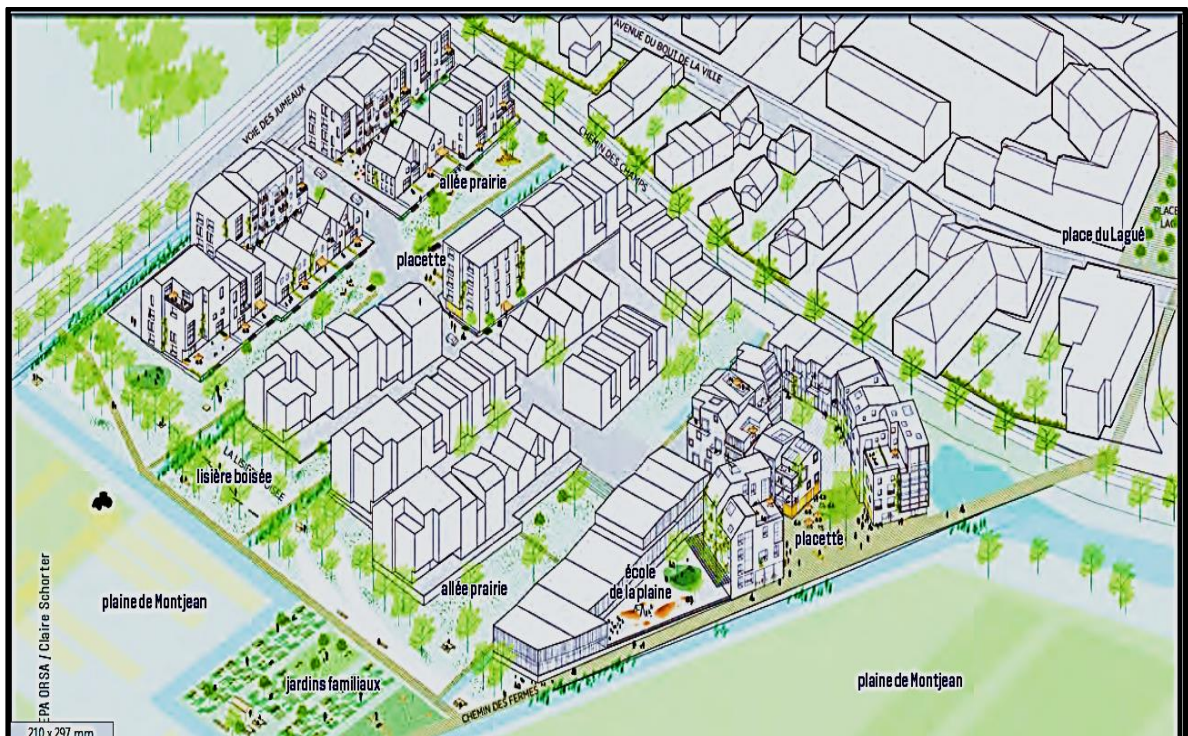 AVENUE DU BOUT DE LA VILLE
VOIE DES JUMEAUX
CHEMIN DES CHAMPS
allée prairie
place du Lagué
placette
lisière boisée
placette
école
de la plaine
allée prairie
plaine de Montjean
jardins familiaux
plaine de Montjean
CHEMIN DES FERMES
EPA ORSA / Claire Schorter
210 x 297 mm